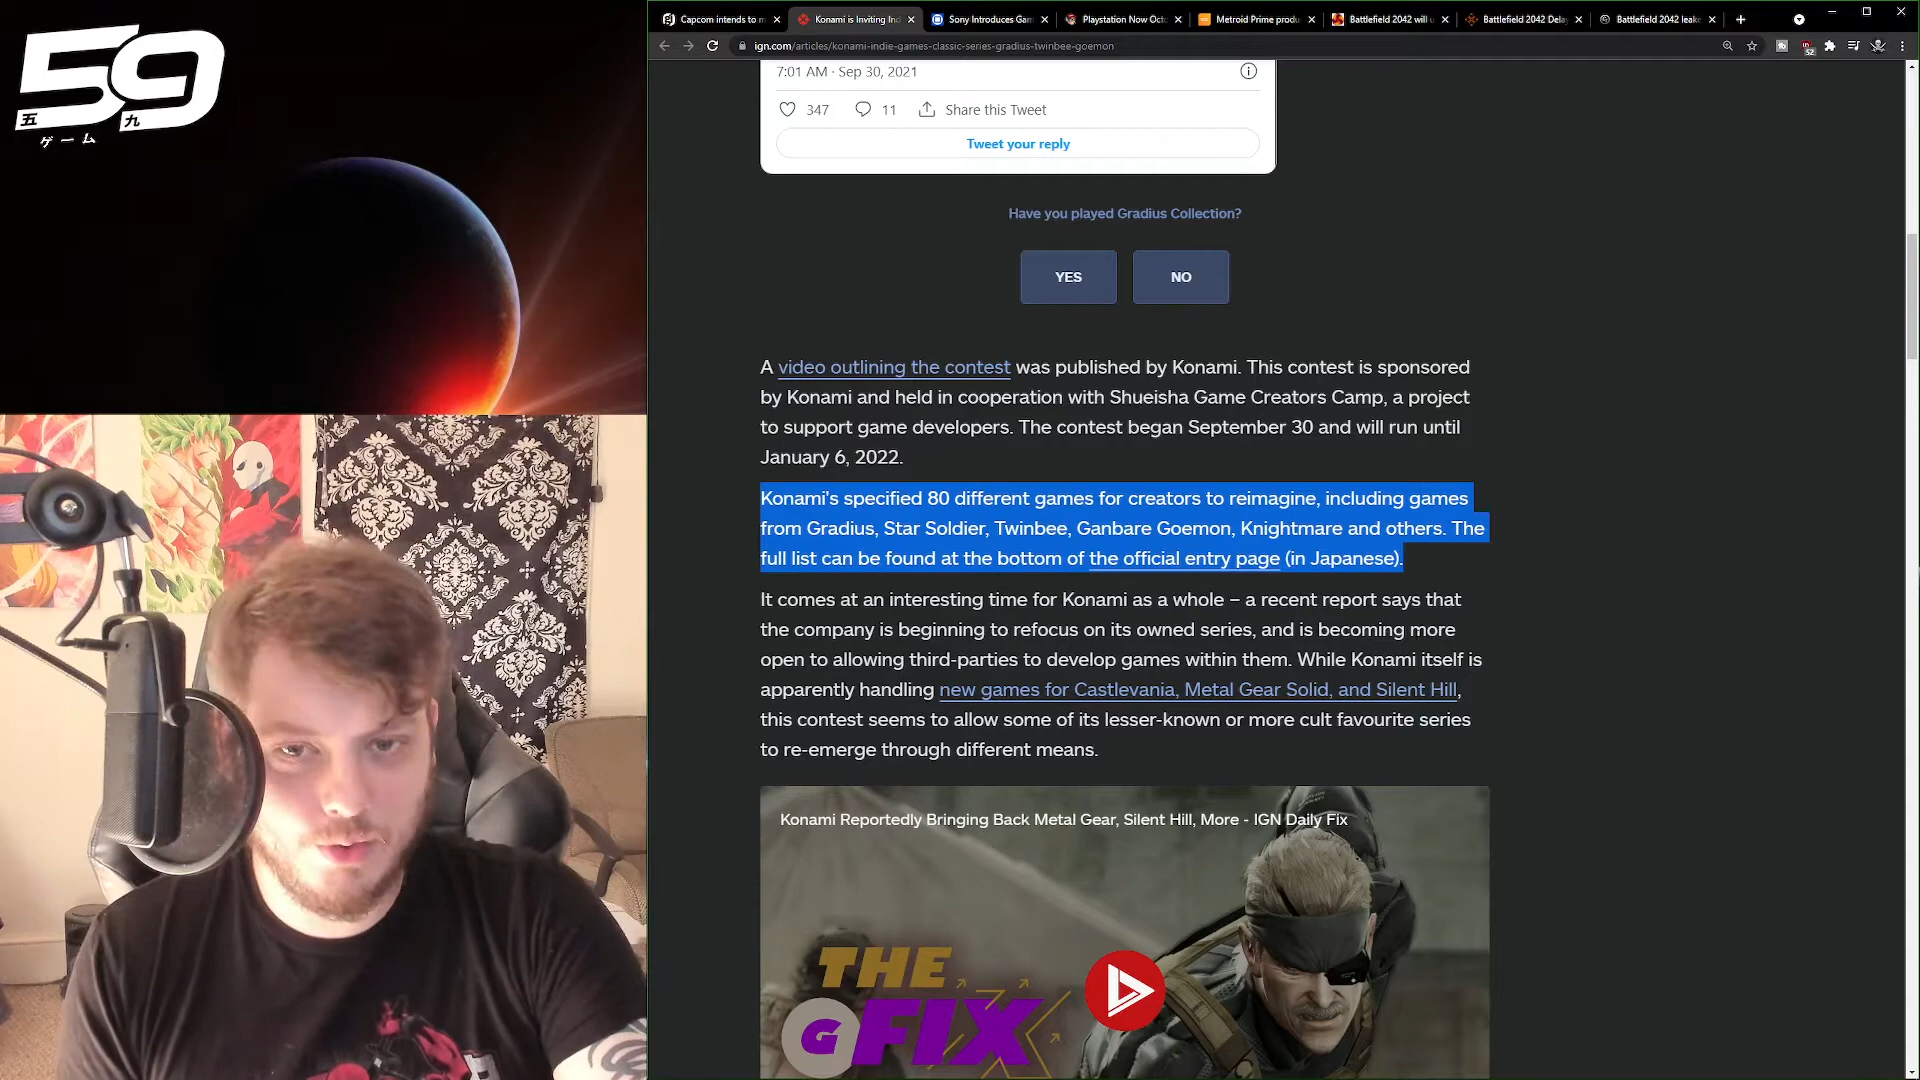 59
五 九
ゲーム
Capcom intends to m
Konami is Inviting Ind
Sony Introduces Gam
Playstation Now Octo
Metroid Prime produ
Battlefield 2042 will u
Battlefield 2042 Dela
Battlefield 2042 leake
ign.com/articles/konami-indie-games-classic-series-gradius-twinbee-goemon
52
7:01 AM · Sep 30, 2021
347 11 Share this Tweet
Tweet your reply
Have you played Gradius Collection?
YES NO
A video outlining the contest was published by Konami. This contest is sponsored
by Konami and held in cooperation with Shueisha Game Creators Camp, a project
to support game developers. The contest began September 30 and will run until
January 6, 2022.
Konami's specified 80 different games for creators to reimagine, including games
from Gradius, Star Soldier, Twinbee, Ganbare Goemon, Knightmare and others. The
full list can be found at the bottom of the official entry page (in Japanese).
It comes at an interesting time for Konami as a whole – a recent report says that
the company is beginning to refocus on its owned series, and is becoming more
open to allowing third-parties to develop games within them. While Konami itself is
apparently handling new games for Castlevania, Metal Gear Solid, and Silent Hill,
this contest seems to allow some of its lesser-known or more cult favourite series
to re-emerge through different means.
Konami Reportedly Bringing Back Metal Gear, Silent Hill, More - IGN Daily Fix
THE
G FIX